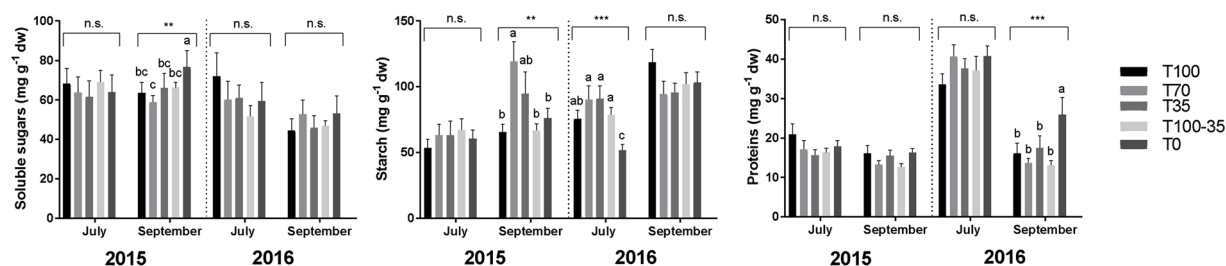 n.s.
**
n.s.
n.s.
Soluble sugars (mg g⁻¹ dw)
100
80
60
40
20
0
bc
c
bc
bc
a
July
September
July
September
2015
2016
n.s.
**
***
n.s.
Starch (mg g⁻¹ dw)
150
100
50
0
b
a
ab
b
b
ab
a
a
a
c
July
September
July
September
2015
2016
n.s.
n.s.
n.s.
***
Proteins (mg g⁻¹ dw)
50
40
30
20
10
0
b
b
b
b
a
July
September
July
September
2015
2016
T100
T70
T35
T100-35
T0